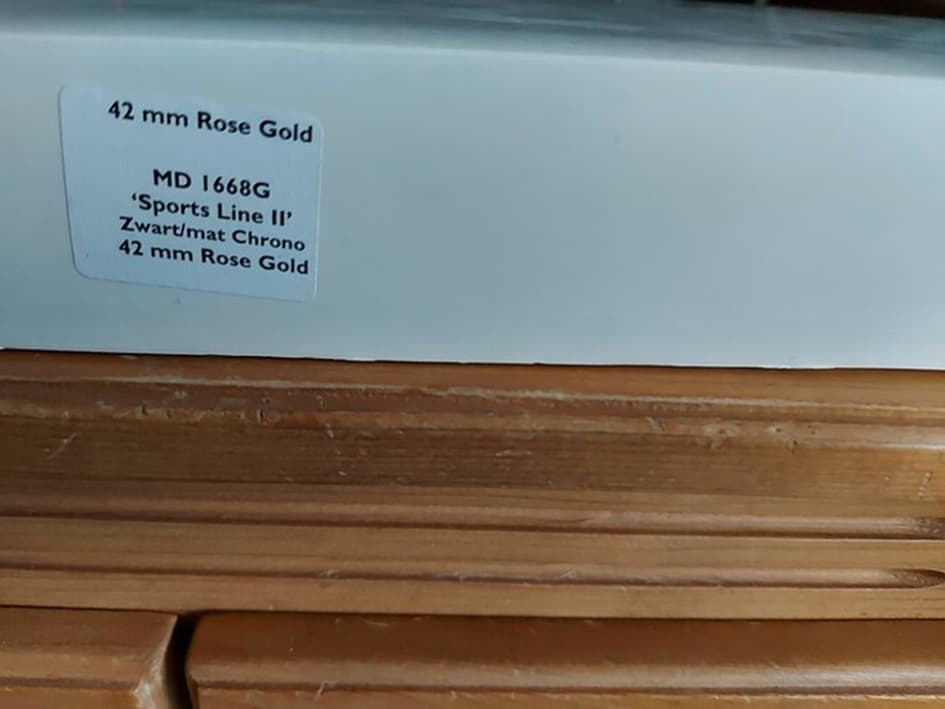 42 mm Rose Gold
MD 1668G
‘Sports Line II’
Zwart/mat Chrono
42 mm Rose Gold